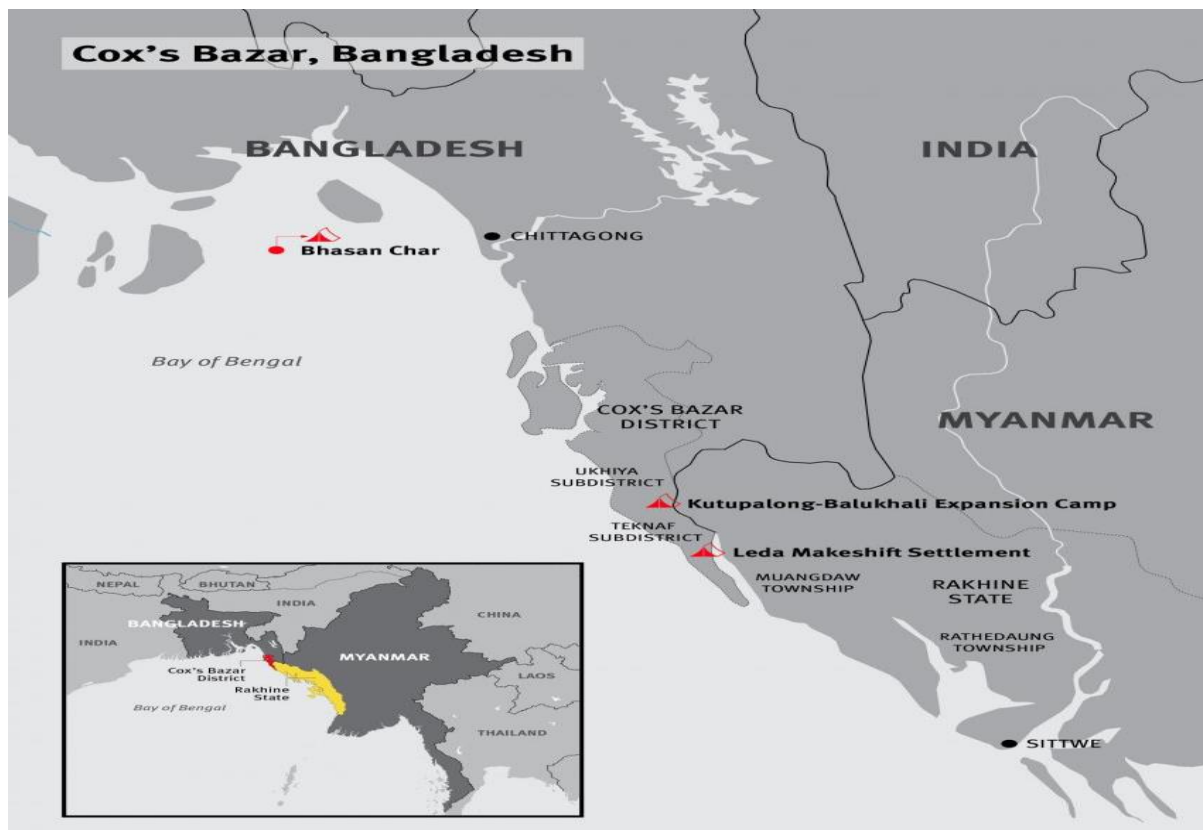 Cox's Bazar, Bangladesh
BANGLADESH
INDIA
CHITTAGONG
Bhasan Char
Bay of Bengal
COX'S BAZAR
DISTRICT
MYANMAR
UKHIYA
SUBDISTRICT
Kutupalong-Balukhali Expansion Camp
TEKNAF
SUBDISTRICT
Leda Makeshift Settlement
MUANGDAW
TOWNSHIP
RAKHINE
STATE
RATHEDAUNG
TOWNSHIP
SITTWE
NEPAL
BHUTAN
INDIA
CHINA
BANGLADESH
INDIA
MYANMAR
Cox's Bazar
District
LAOS
Rakhine
State
Bay of Bengal
THAILAND